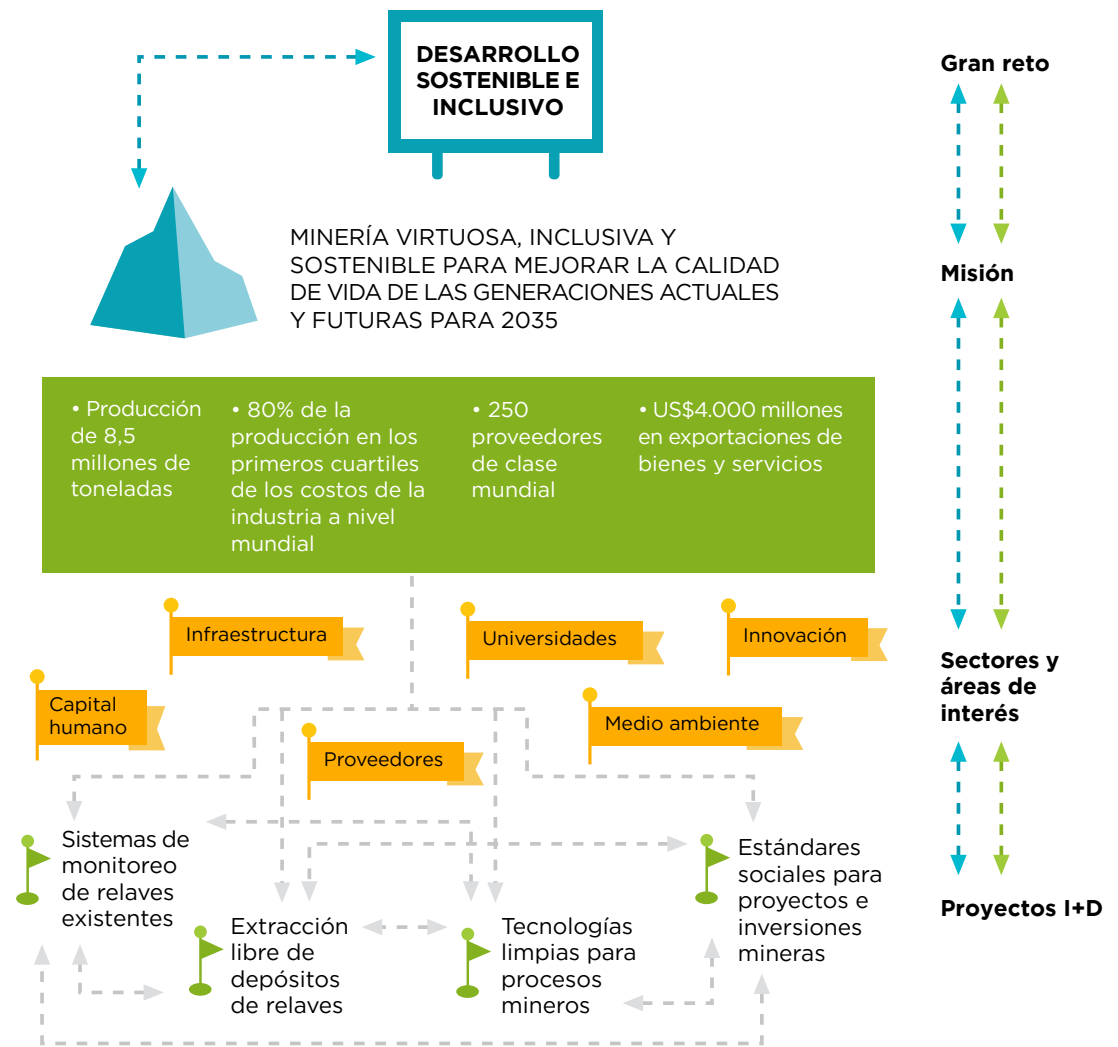 DESARROLLO
SOSTENIBLE E
INCLUSIVO
Gran reto
MINERÍA VIRTUOSA, INCLUSIVA Y
SOSTENIBLE PARA MEJORAR LA CALIDAD
DE VIDA DE LAS GENERACIONES ACTUALES
Y FUTURAS PARA 2035
Misión
• Producción
de 8,5
millones de
toneladas
• 80% de la
producción en los
primeros cuartiles
de los costos de la
industria a nivel
mundial
• 250
proveedores
de clase
mundial
• US$4.000 millones
en exportaciones de
bienes y servicios
Infraestructura
Universidades
Innovación
Capital
humano
Proveedores
Medio ambiente
Sectores y
áreas de
interés
Sistemas de
monitoreo
de relaves
existentes
Extracción
libre de
depósitos
de relaves
Tecnologías
limpias para
procesos
mineros
Estándares
sociales para
proyectos e
inversiones
mineras
Proyectos I+D